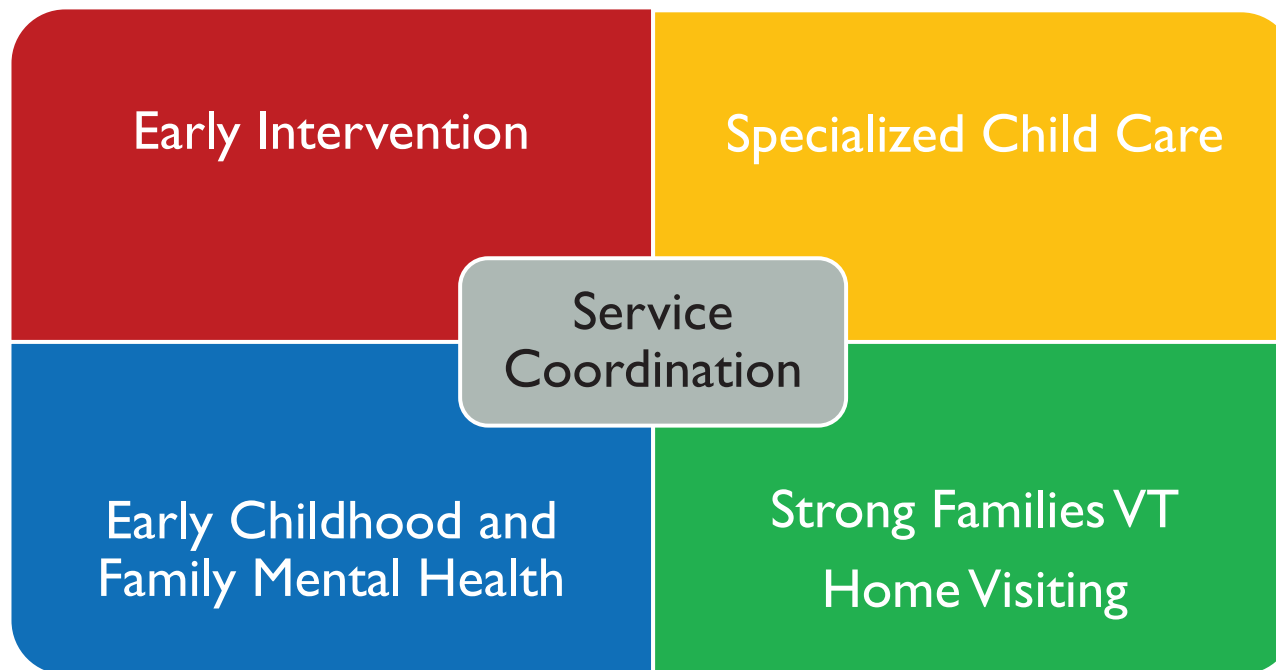 Early Intervention
Specialized Child Care
Service
Coordination
Early Childhood and
Family Mental Health
Strong Families VT
Home Visiting